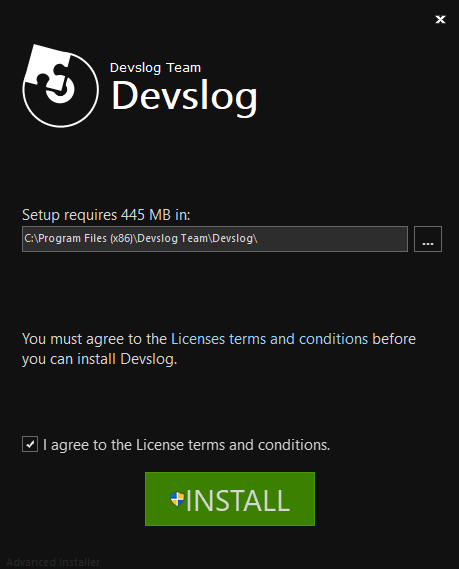 Devslog Team
Devslog
Setup requires 445 MB in:
C:\Program Files (x86)\Devslog Team\Devslog\
...
You must agree to the Licenses terms and conditions before
you can install Devslog.
I agree to the License terms and conditions.
INSTALL
Advanced Installer